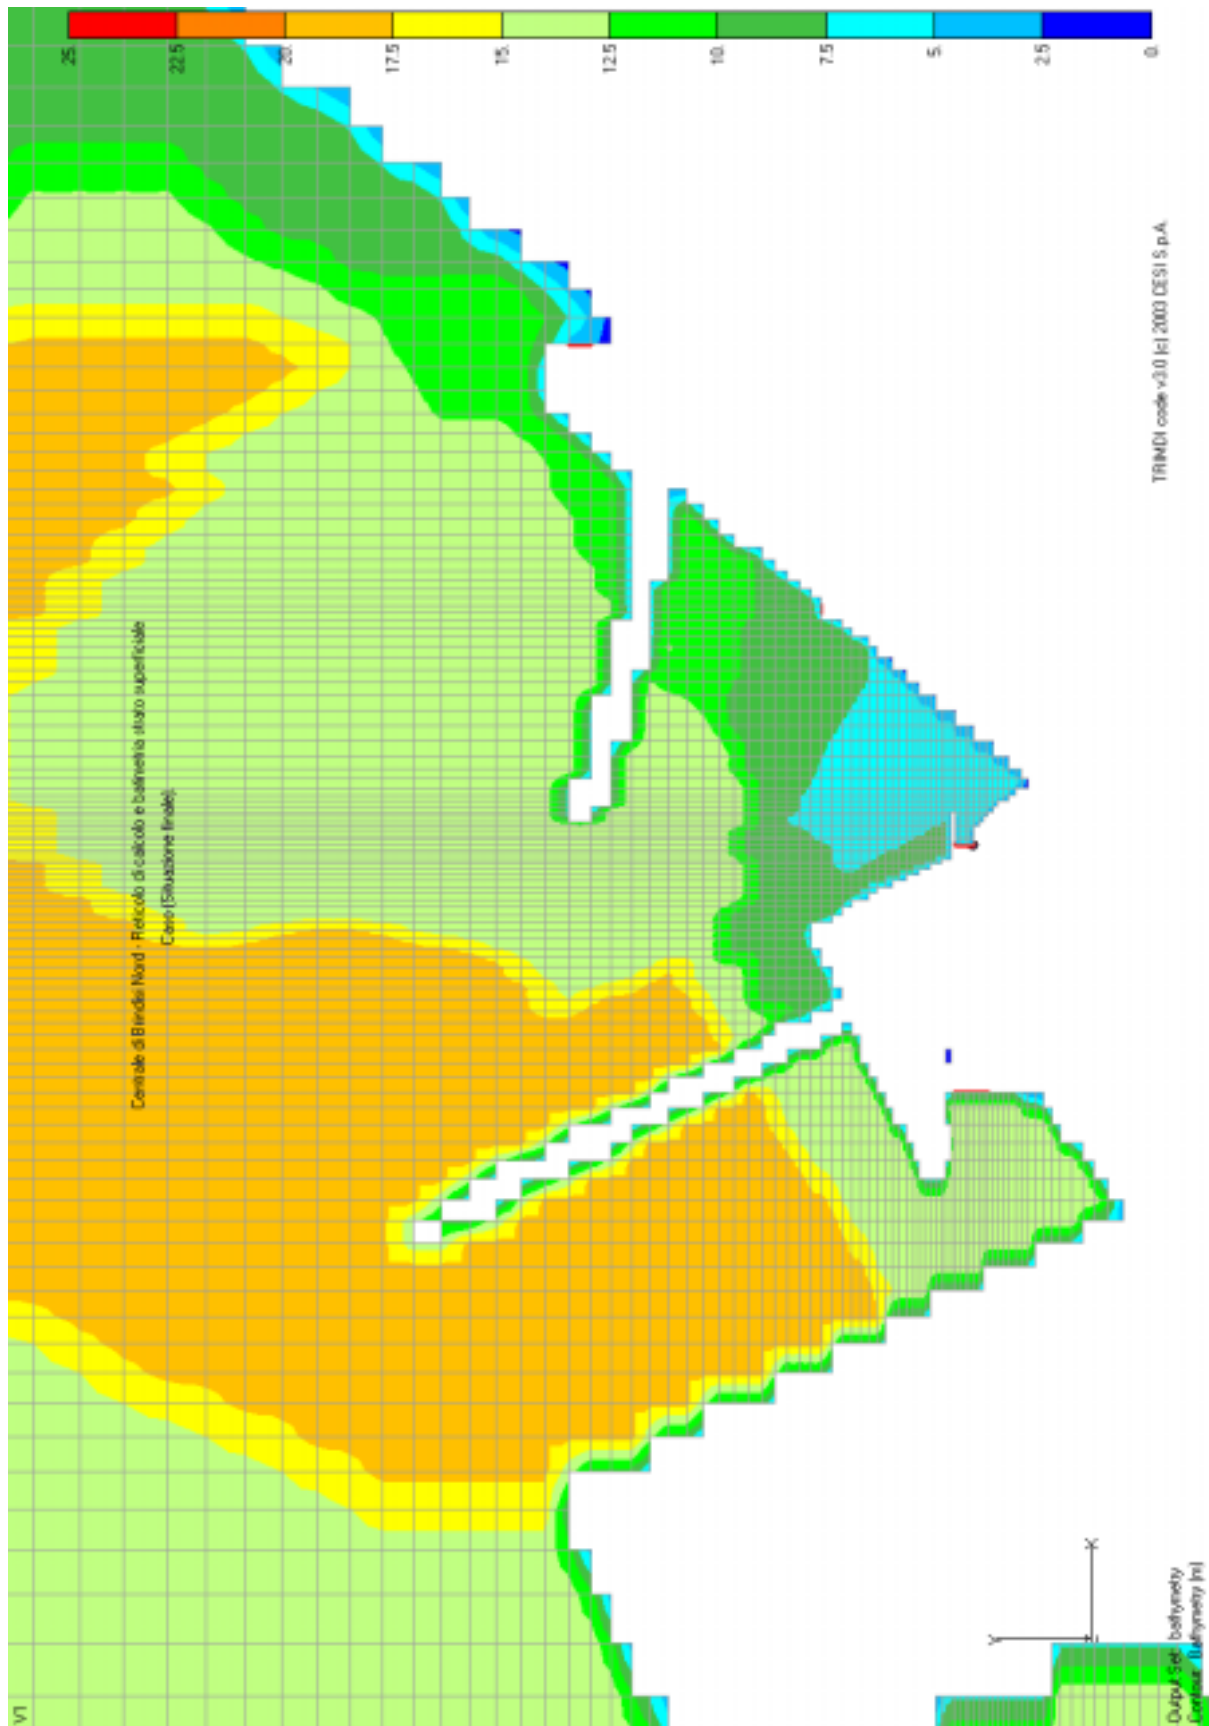 V1
Centrale di Brindisi Nord - Reticolo di calcolo e batimetria strato superficiale
Caso (Situazione finale).
25.
22.5
20.
17.5
15.
12.5
10.
7.5
5.
2.5
0.
TRIMDI code v3.0 (c) 2003 CESI S.p.A.
Y
X
Output Set: bathymetry
Contour: Bathymetry (m)